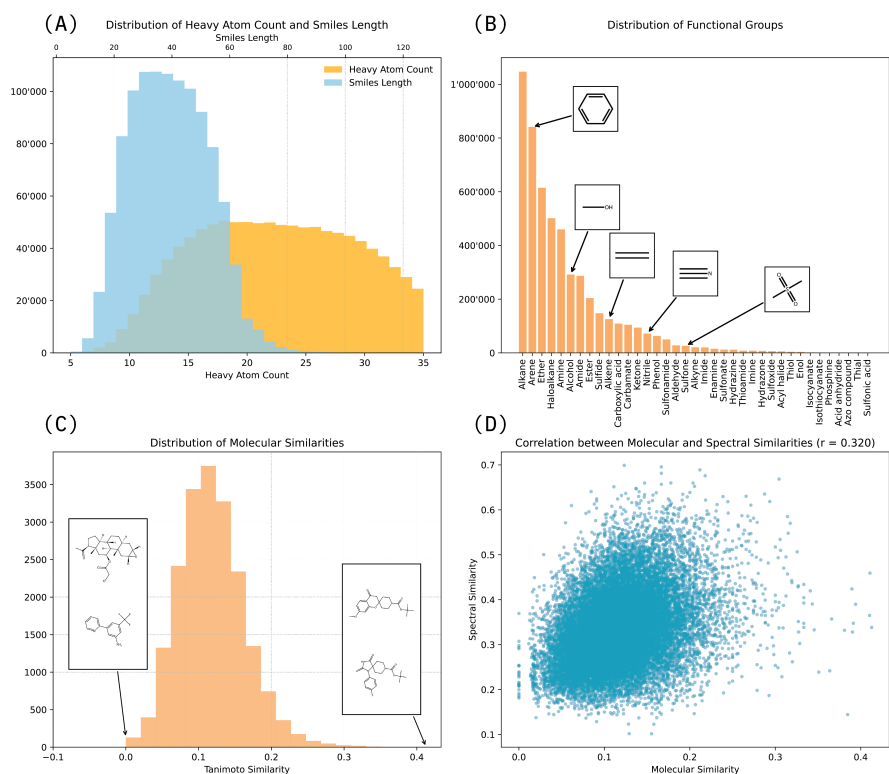 (A)
Distribution of Heavy Atom Count and Smiles Length
Smiles Length
0 20 40 60 80 100 120
Heavy Atom Count
Smiles Length
100'000
80'000
60'000
40'000
20'000
0
5 10 15 20 25 30 35
Heavy Atom Count
(B)
Distribution of Functional Groups
1'000'000
800'000
600'000
400'000
200'000
0
OH
N
O
S
O
Alkane
Arene
Ether
Haloalkane
Amine
Alcohol
Amide
Ester
Sulfide
Alkene
Carboxylic acid
Carbamate
Ketone
Nitrile
Phenol
Sulfonamid
Aldehyde
Sulfone
Alkyne
Imide
Enamine
Sulfonate
Hydrazine
Thioamide
Imine
Hydrazone
Sulfoxide
Acyl halide
Thiol
Enol
Isocyanate
Isothiocyanate
Phosphine
Acid anhydride
Azo compound
Thial
Sulfonic acid
(C)
Distribution of Molecular Similarities
3500
3000
2500
2000
1500
1000
500
0
−0.1 0.0 0.1 0.2 0.3 0.4
Tanimoto Similarity
(D)
Correlation between Molecular and Spectral Similarities (r = 0.320)
Spectral Similarity
0.7
0.6
0.5
0.4
0.3
0.2
0.1
0.0 0.1 0.2 0.3 0.4
Molecular Similarity